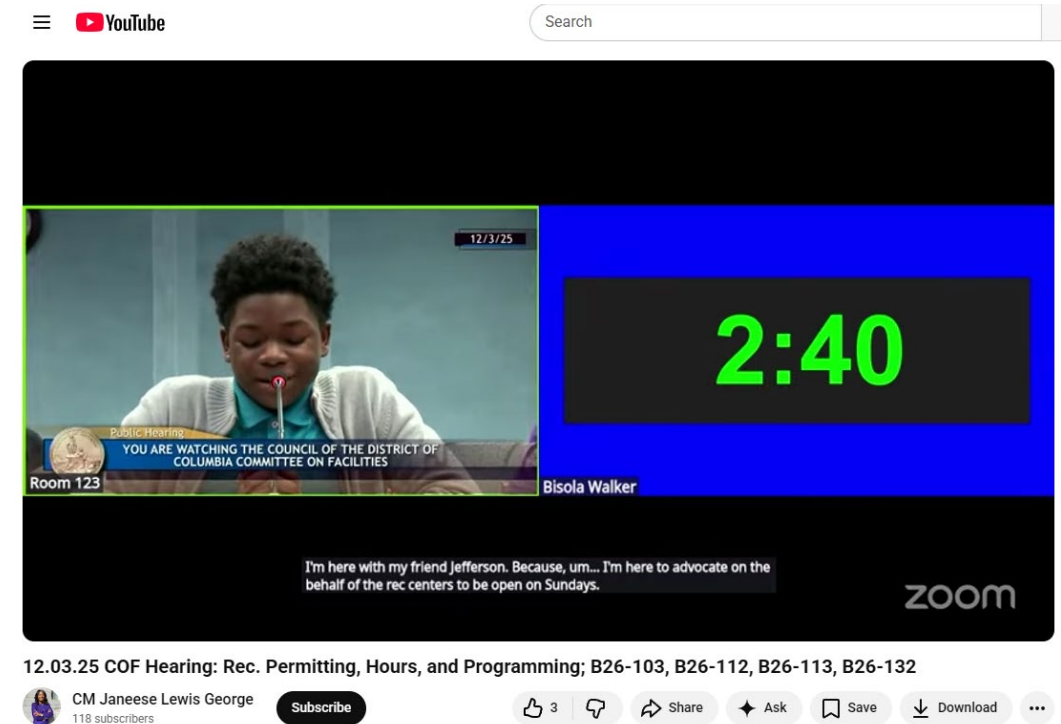 YouTube
Search
12/3/25
Public Hearing
YOU ARE WATCHING THE COUNCIL OF THE DISTRICT OF
COLUMBIA COMMITTEE ON FACILITIES
Room 123
2:40
Bisola Walker
I'm here with my friend Jefferson. Because, um... I'm here to advocate on the
behalf of the rec centers to be open on Sundays.
zoom
12.03.25 COF Hearing: Rec. Permitting, Hours, and Programming; B26-103, B26-112, B26-113, B26-132
CM Janeese Lewis George
118 subscribers
Subscribe
3
Share
Ask
Save
Download